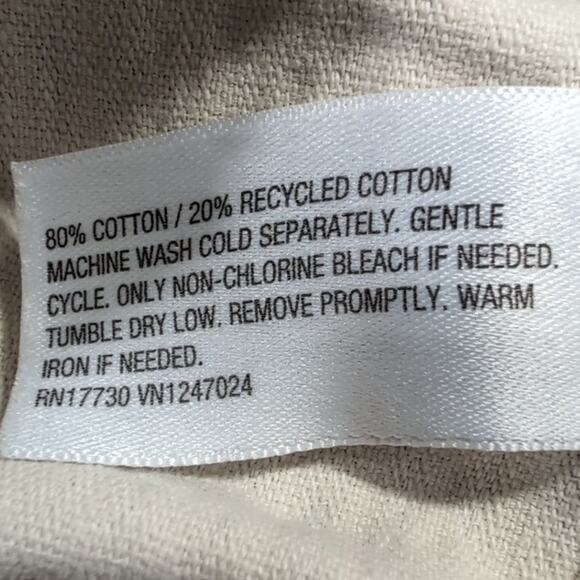 80% COTTON / 20% RECYCLED COTTON
MACHINE WASH COLD SEPARATELY. GENTLE
CYCLE. ONLY NON-CHLORINE BLEACH IF NEEDED.
TUMBLE DRY LOW. REMOVE PROMPTLY. WARM
IRON IF NEEDED.
RN17730 VN1247024